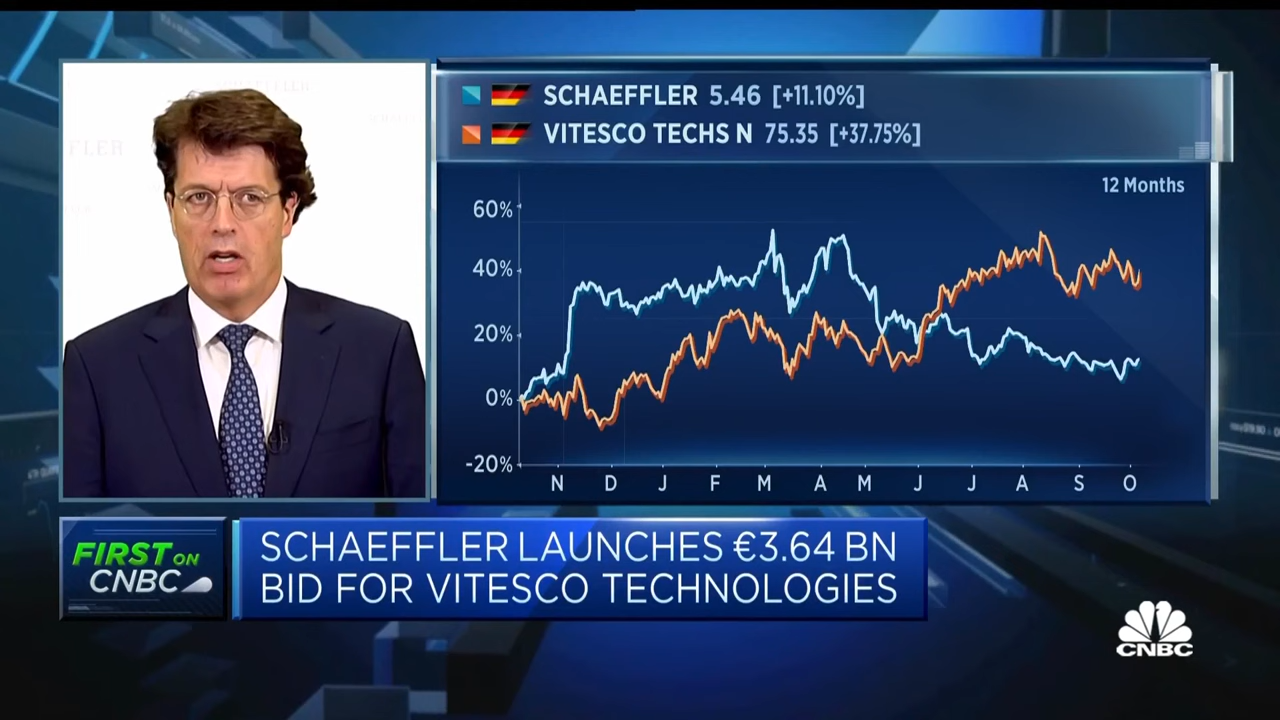 SCHAEFFLER 5.46 [+11.10%]
VITESCO TECHS N 75.35 [+37.75%]
12 Months
60%
40%
20%
0%
-20%
N D J F M A M J J A S O
FIRST ON
CNBC
SCHAEFFLER LAUNCHES €3.64 BN
BID FOR VITESCO TECHNOLOGIES
CNBC